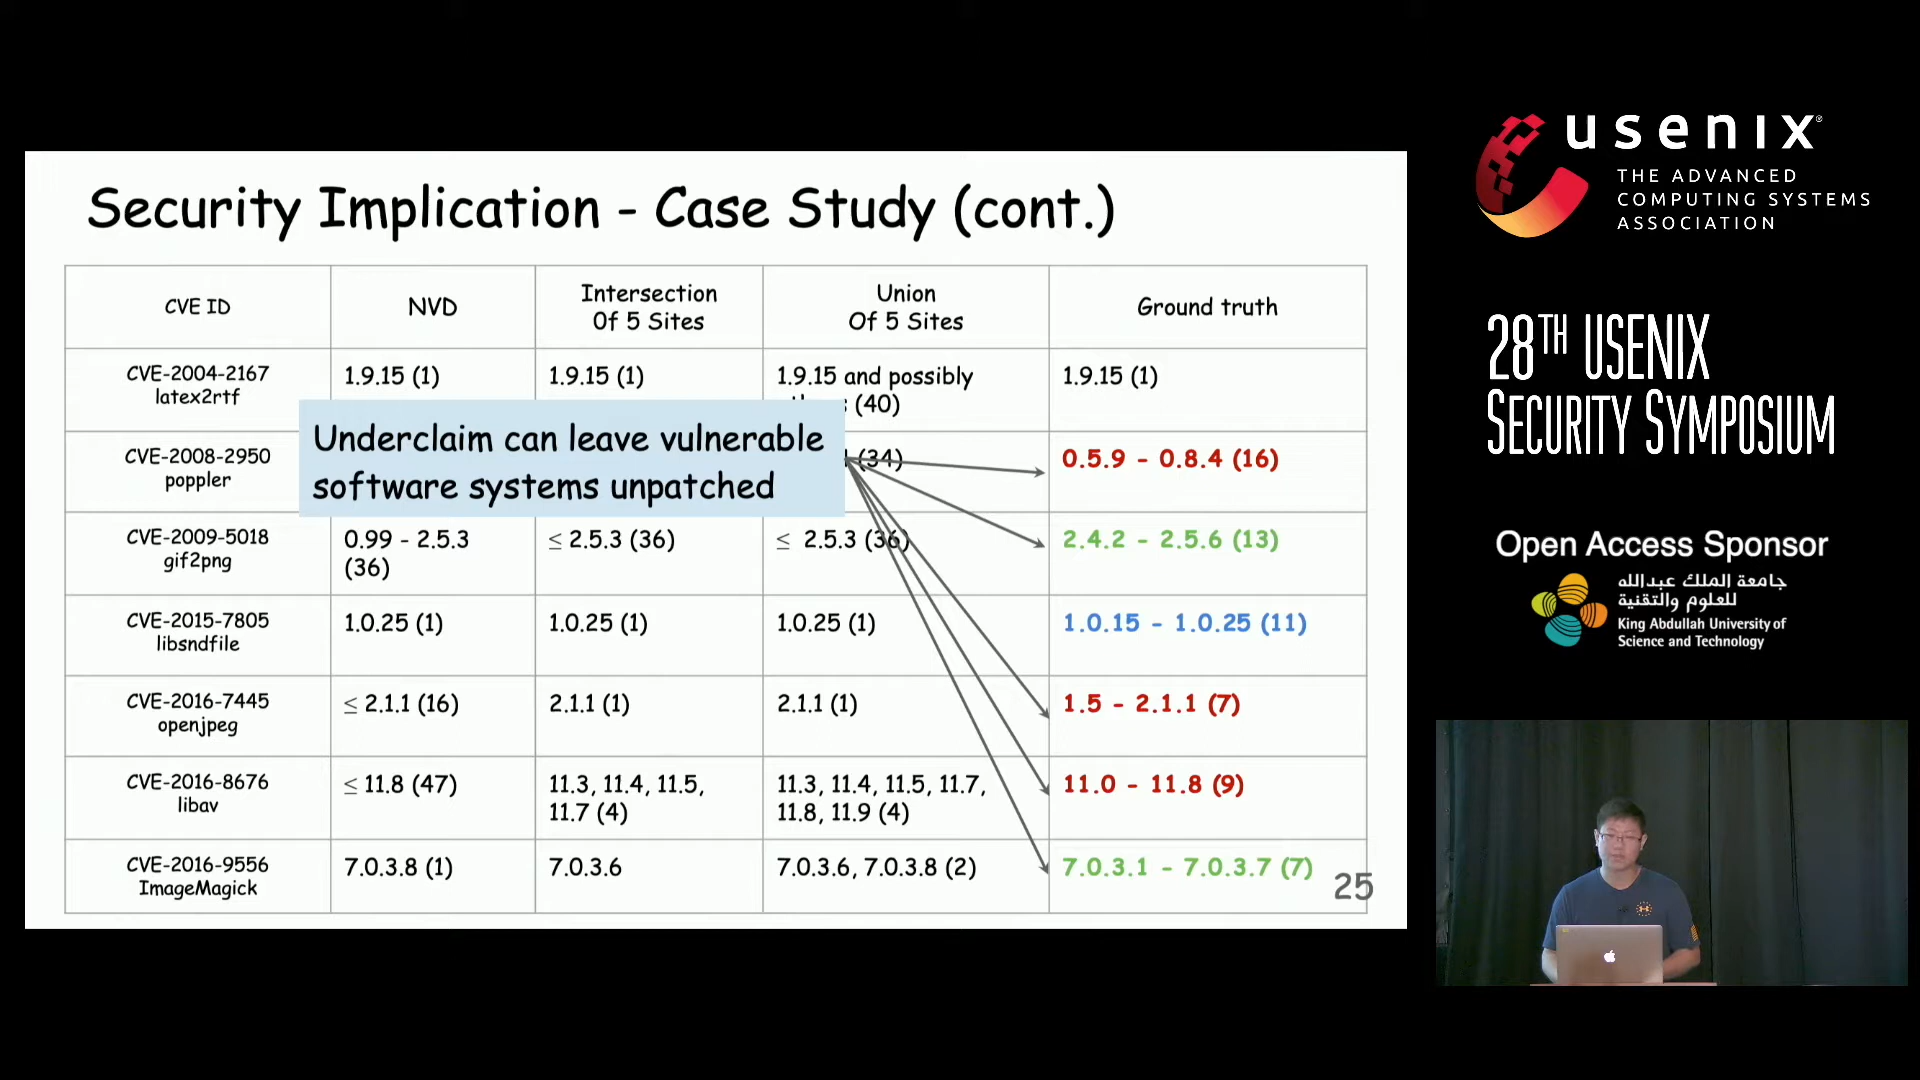 Security Implication - Case Study (cont.)
CVE ID
NVD
Intersection
Of 5 Sites
Union
Of 5 Sites
Ground truth
CVE-2004-2167
latex2rtf
1.9.15 (1)
1.9.15 (1)
1.9.15 and possibly
(40)
1.9.15 (1)
Underclaim can leave vulnerable
software systems unpatched
CVE-2008-2950
poppler
(34)
0.5.9 - 0.8.4 (16)
CVE-2009-5018
gif2png
0.99 - 2.5.3
(36)
≤ 2.5.3 (36)
≤ 2.5.3 (36)
2.4.2 - 2.5.6 (13)
CVE-2015-7805
libsndfile
1.0.25 (1)
1.0.25 (1)
1.0.25 (1)
1.0.15 - 1.0.25 (11)
CVE-2016-7445
openjpeg
≤ 2.1.1 (16)
2.1.1 (1)
2.1.1 (1)
1.5 - 2.1.1 (7)
CVE-2016-8676
libav
≤ 11.8 (47)
11.3, 11.4, 11.5,
11.7 (4)
11.3, 11.4, 11.5, 11.7,
11.8, 11.9 (4)
11.0 - 11.8 (9)
CVE-2016-9556
ImageMagick
7.0.3.8 (1)
7.0.3.6
7.0.3.6, 7.0.3.8 (2)
7.0.3.1 - 7.0.3.7 (7)
25
usenix®
THE ADVANCED
COMPUTING SYSTEMS
ASSOCIATION
28TH USENIX
SECURITY SYMPOSIUM
Open Access Sponsor
جامعة الملك عبدالله
للعلوم والتقنية
King Abdullah University of
Science and Technology